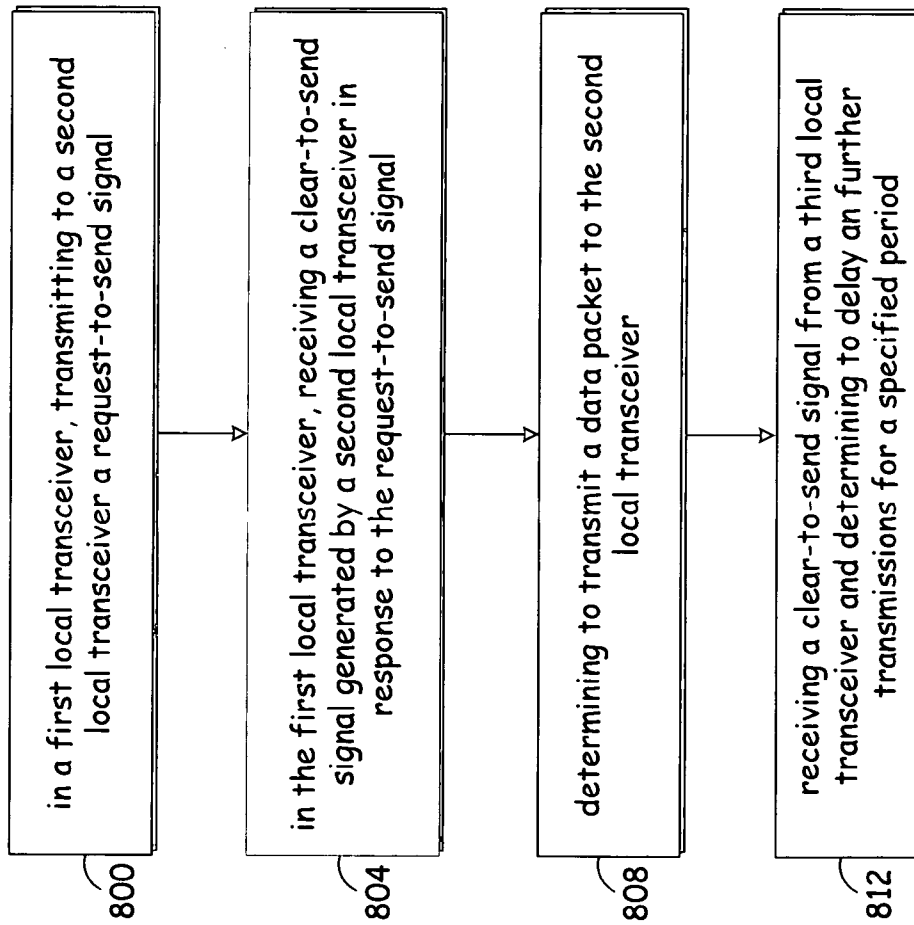 in a first local transceiver, transmitting to a second
local transceiver a request-to-send signal
800
in the first local transceiver, receiving a clear-to-send
signal generated by a second local transceiver in
response to the request-to-send signal
804
determining to transmit a data packet to the second
local transceiver
808
receiving a clear-to-send signal from a third local
transceiver and determining to delay an further
transmissions for a specified period
812